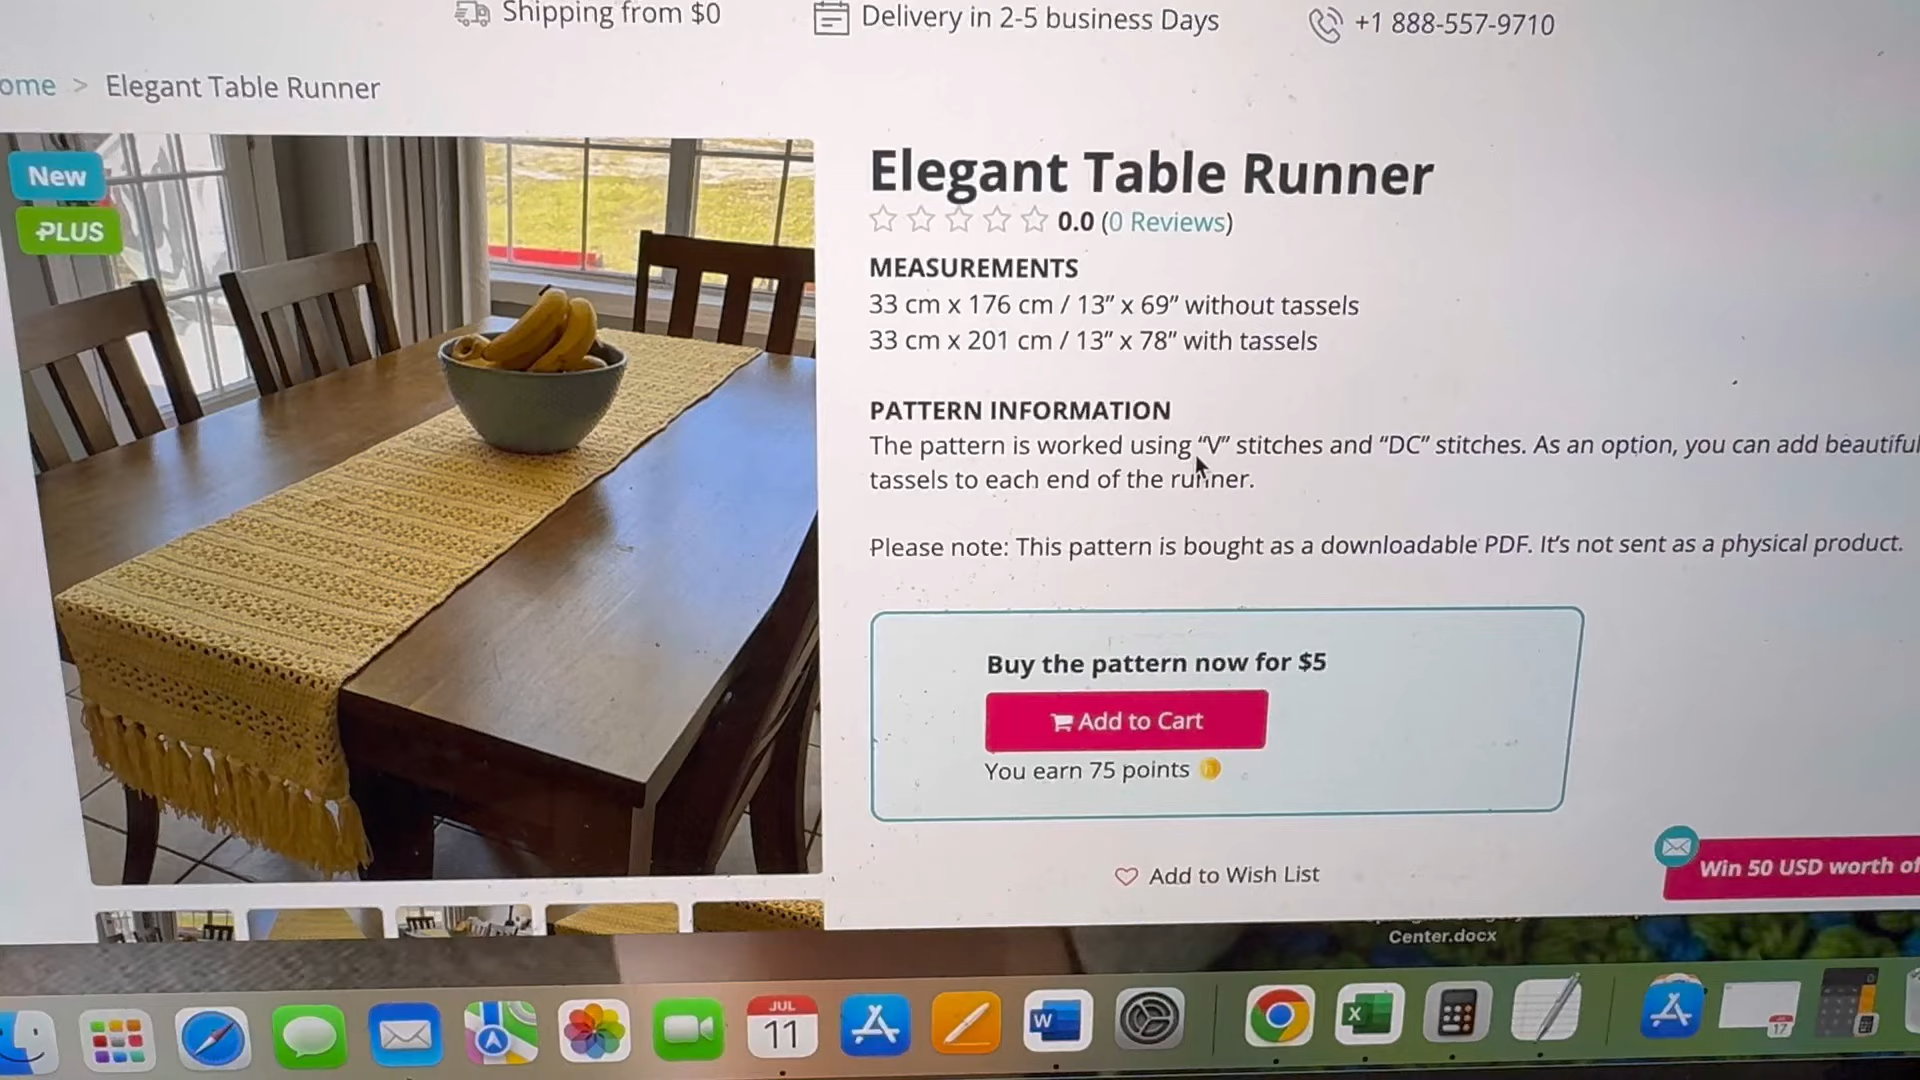 Shipping from $0
Delivery in 2-5 business Days
+1 888-557-9710
ome > Elegant Table Runner
New
PLUS
Elegant Table Runner
0.0 (0 Reviews)
MEASUREMENTS
33 cm x 176 cm / 13” x 69” without tassels
33 cm x 201 cm / 13” x 78” with tassels
PATTERN INFORMATION
The pattern is worked using “V” stitches and “DC” stitches. As an option, you can add beautiful
tassels to each end of the runner.
Please note: This pattern is bought as a downloadable PDF. It’s not sent as a physical product.
Buy the pattern now for $5
Add to Cart
You earn 75 points
Add to Wish List
Win 50 USD worth of
Center.docx
JUL
11
W
X
17